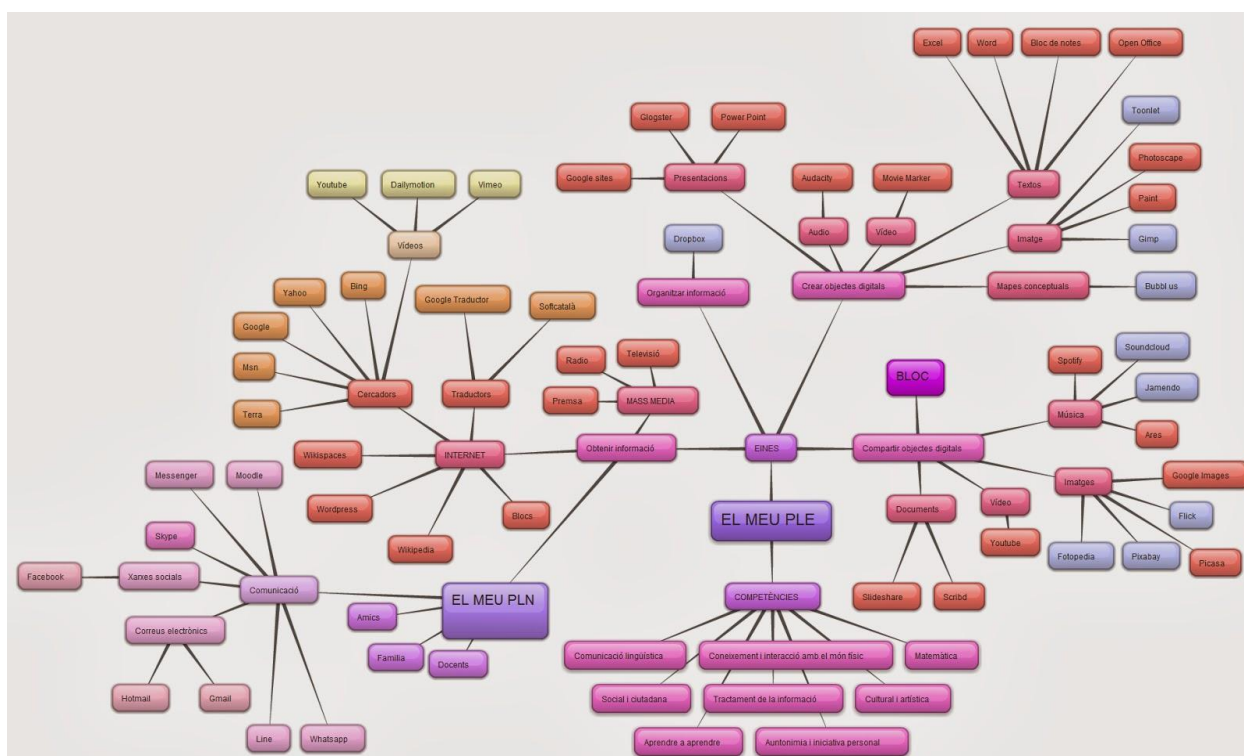 Excel
Word
Bloc de notes
Open Office
Toonlet
Glogster
Power Point
Photoscape
Google sites
Presentacions
Audacity
Movie Marker
Textos
Youtube
Dailymotion
Vimeo
Paint
Audio
Vídeo
Imatge
Gimp
Vídeos
Dropbox
Organitzar informació
Crear objectes digitals
Mapes conceptuals
Bubbl us
Yahoo
Bing
Google Traductor
Softcatalà
Google
Radio
Televisió
Soundcloud
Spotify
Msn
BLOC
Jamendo
Cercadors
Traductors
Premsa
MASS MEDIA
Música
Terra
Ares
Wikispaces
INTERNET
Obtenir informació
EINES
Compartir objectes digitals
Messenger
Moodle
Imatges
Google Images
Wordpress
Blocs
EL MEU PLE
Documents
Vídeo
Flick
Skype
Wikipedia
Youtube
Fotopedia
Pixabay
Picasa
Facebook
Xarxes socials
Comunicació
EL MEU PLN
COMPETÈNCIES
Slideshare
Scribd
Amics
Correus electrònics
Familia
Docents
Comunicació lingüística
Coneixement i interacció amb el món físic
Matemàtica
Hotmail
Gmail
Social i ciutadana
Tractament de la informació
Cultural i artística
Line
Whatsapp
Aprendre a aprendre
Auntonimia i iniciativa personal